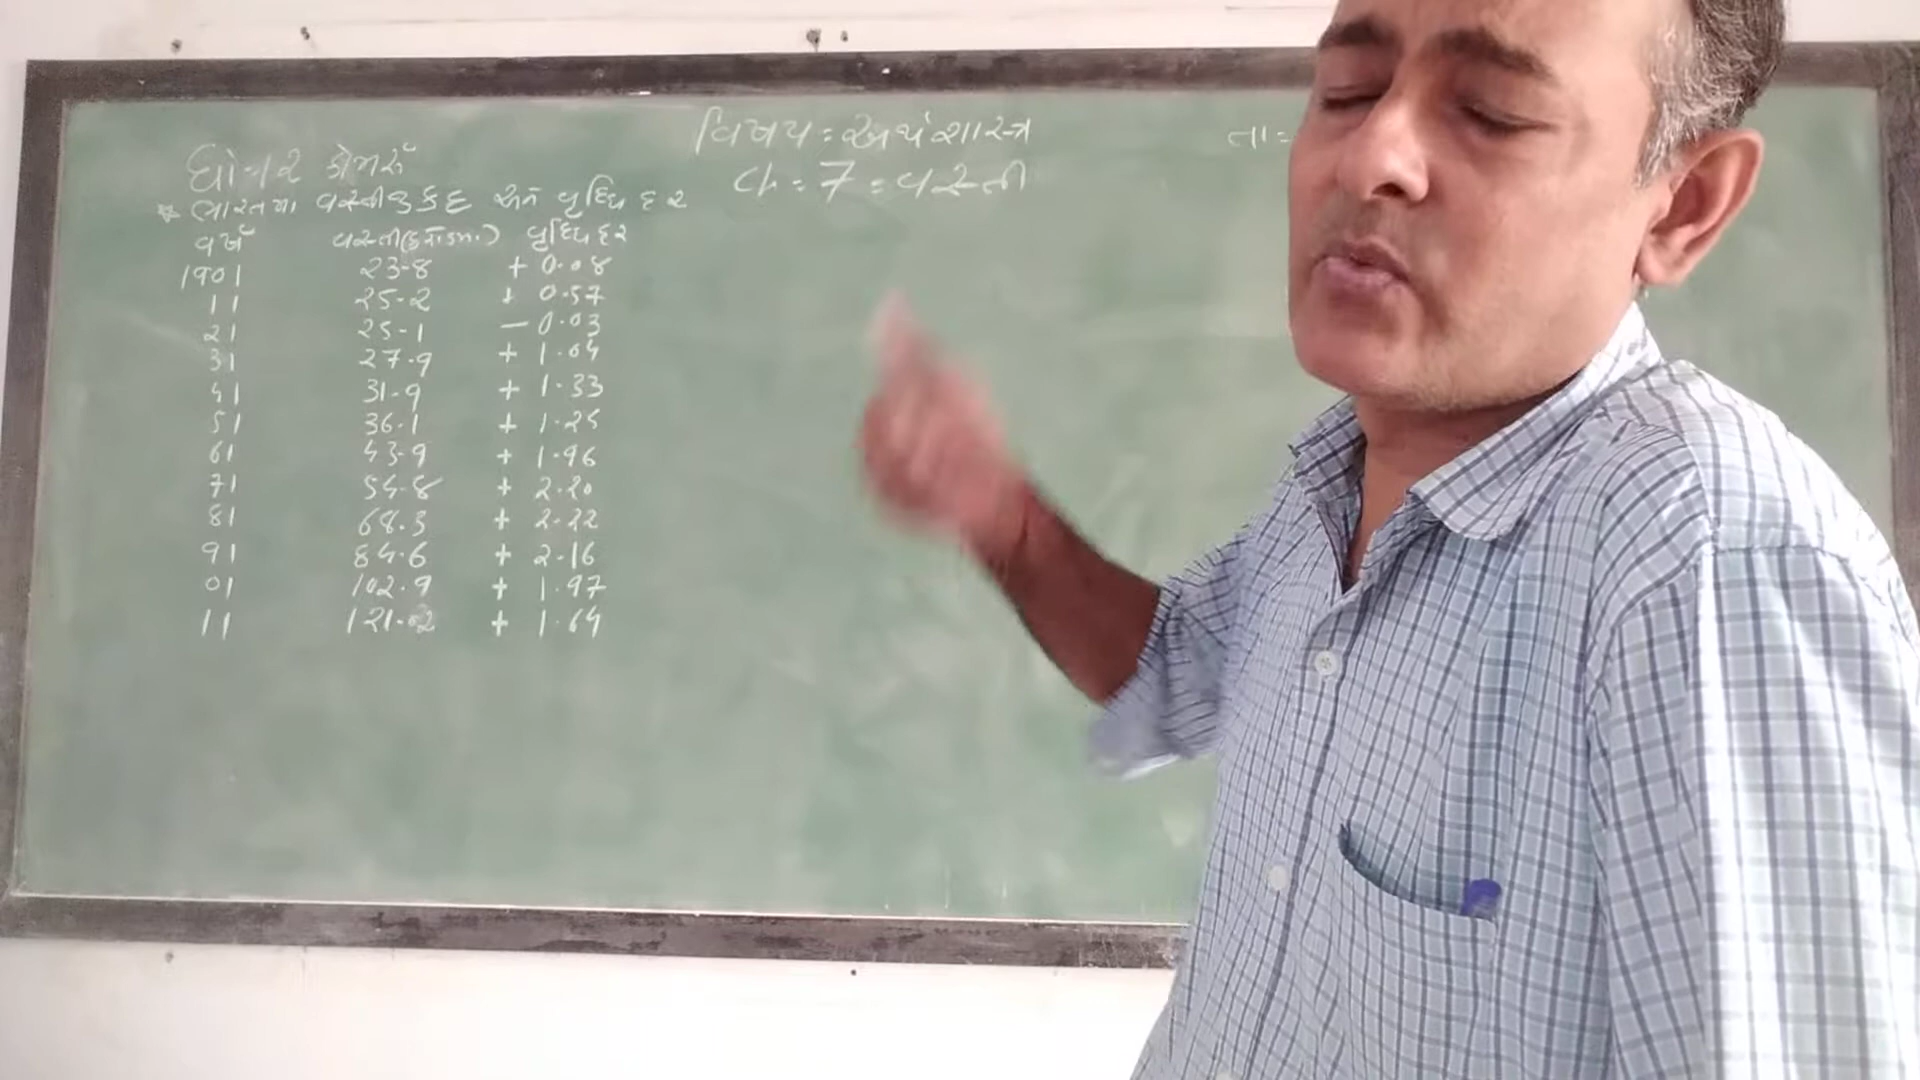 વિષય = અર્થશાસ્ત્ર
તા =
ધોળ 12 કોમર્સ
Ch = 7 = વસ્તી
* ભારતમા વસ્તીનુ કદ અને વૃધ્ધિ દર
વર્ષ વસ્તી(કરોડમા.) વૃધ્ધિ દર
1901 23.8 + 0.08
11 25.2 + 0.57
21 25.1 - 0.03
31 27.9 + 1.04
41 31.9 + 1.33
51 36.1 + 1.25
61 43.9 + 1.96
71 54.8 + 2.20
81 68.3 + 2.22
91 84.6 + 2.16
01 102.9 + 1.97
11 121.02 + 1.64